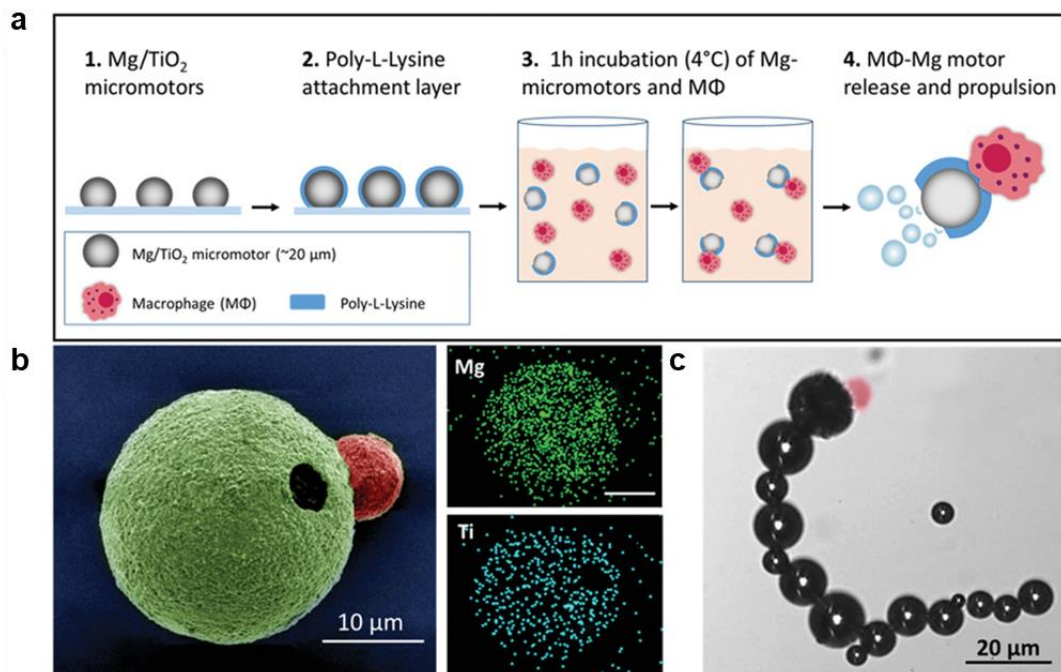 a
1. Mg/TiO₂
micromotors
2. Poly-L-Lysine
attachment layer
3. 1h incubation (4°C) of Mg-
micromotors and MΦ
4. MΦ-Mg motor
release and propulsion
Mg/TiO₂ micromotor (~20 µm)
Macrophage (MΦ)
Poly-L-Lysine
b
10 µm
Mg
Ti
c
20 µm